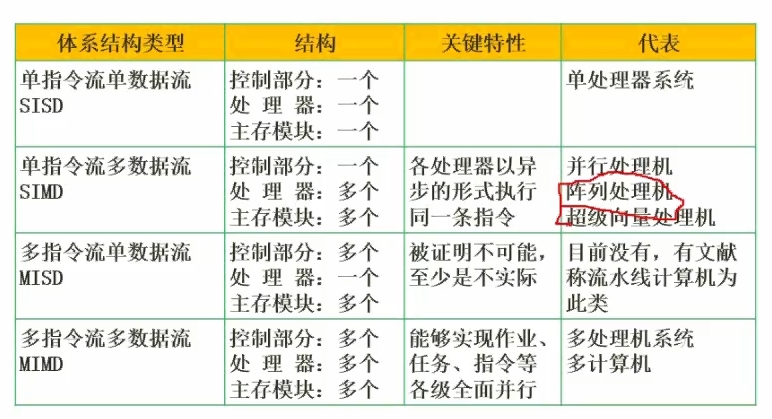 体系结构类型 结构 关键特性 代表
单指令流单数据流
SISD
控制部分：一个
处 理 器：一个
主存模块：一个
单处理器系统
单指令流多数据流
SIMD
控制部分：一个
处 理 器：多个
主存模块：多个
各处理器以异
步的形式执行
同一条指令
并行处理机
阵列处理机
超级向量处理机
多指令流单数据流
MISD
控制部分：多个
处 理 器：一个
主存模块：多个
被证明不可能，
至少是不实际
目前没有，有文献
称流水线计算机为
此类
多指令流多数据流
MIMD
控制部分：多个
处 理 器：多个
主存模块：多个
能够实现作业、
任务、指令等
各级全面并行
多处理机系统
多计算机